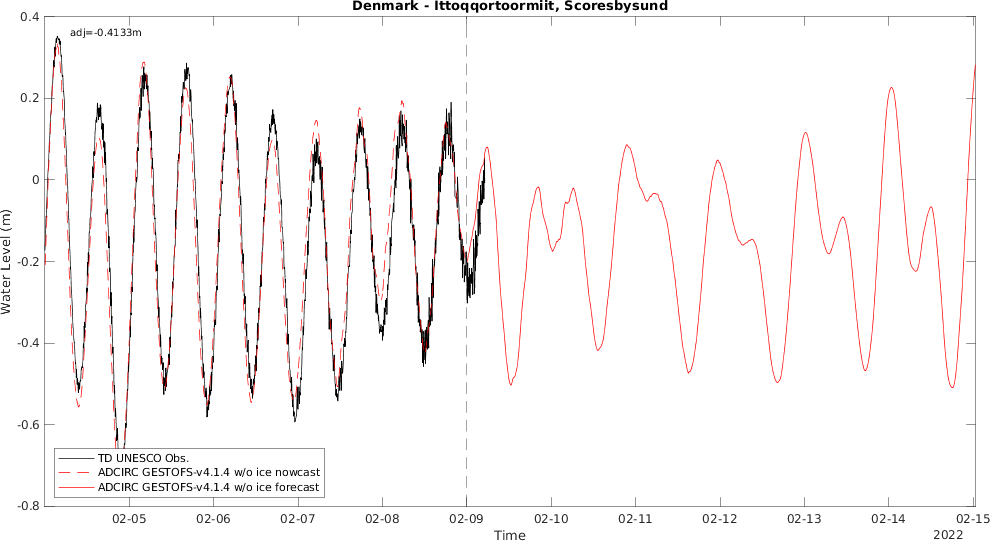 Denmark - Ittoqqortoormiit, Scoresbysund
adj=-0.4133m
0.4
0.2
0
-0.2
-0.4
-0.6
-0.8
Water Level (m)
TD UNESCO Obs.
ADCIRC GESTOFS-v4.1.4 w/o ice nowcast
ADCIRC GESTOFS-v4.1.4 w/o ice forecast
02-05 02-06 02-07 02-08 02-09 02-10 02-11 02-12 02-13 02-14 02-15
Time
2022